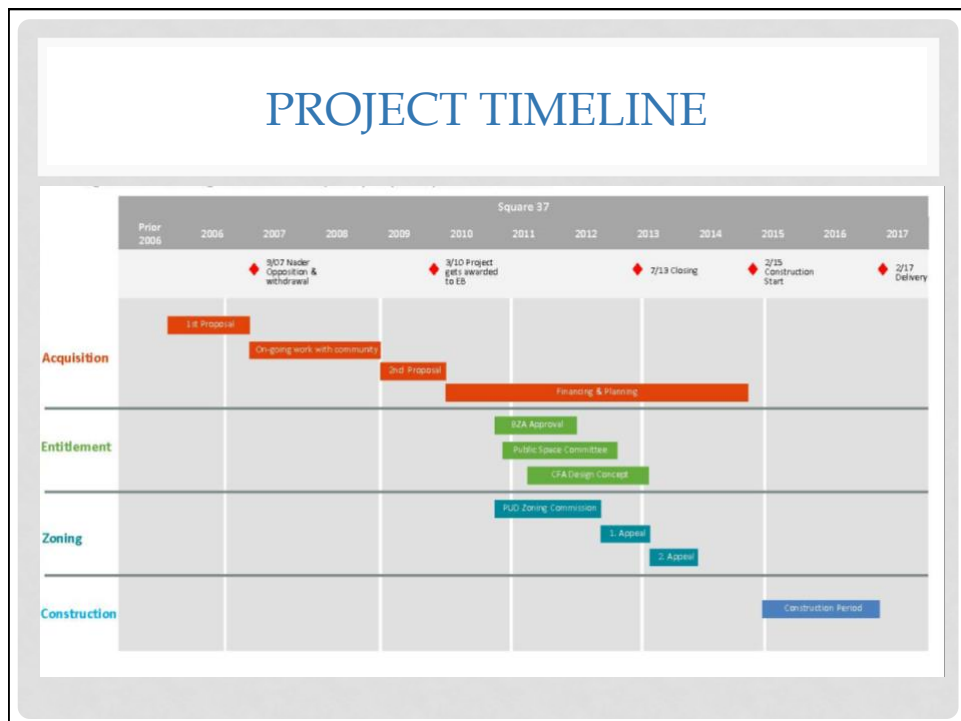 PROJECT TIMELINE
Square 37
Prior
2006
2006
2007
2008
2009
2010
2011
2012
2013
2014
2015
2016
2017
9/07 Nader
Opposition &
withdrawal
3/10 Project
gets awarded
to EB
7/13 Closing
2/15
Construction
Start
2/17
Delivery
Acquisition
1st Proposal
On-going work with community
2nd Proposal
Financing & Planning
Entitlement
BZA Approval
Public Space Committee
CFA Design Concept
Zoning
PUD Zoning Commission
1. Appeal
2. Appeal
Construction
Construction Period